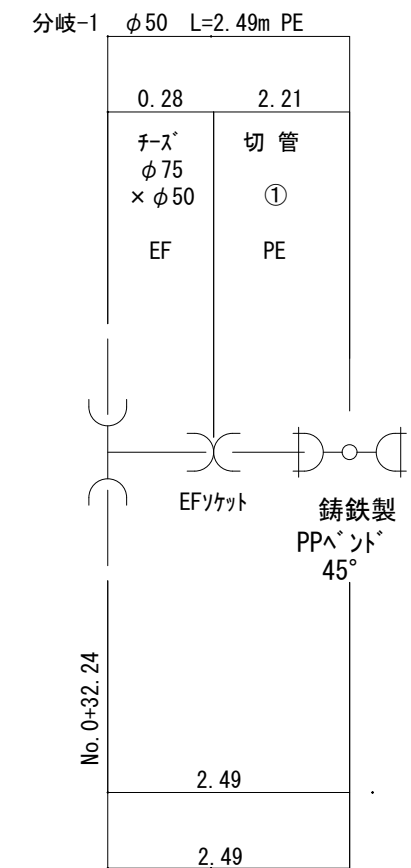 分岐-1 φ50 L=2.49m PE
0.28 2.21
ﾁｰｽﾞ
φ75
×φ50
EF
切 管
①
PE
EFｿｹｯﾄ
鋳鉄製
PPﾍﾞﾝﾄﾞ
45°
No.0+32.24
2.49
2.49